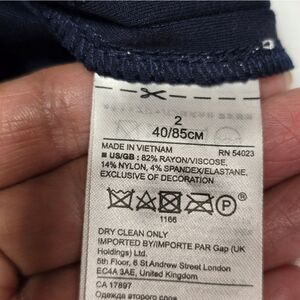 2
40/85CM
MADE IN VIETNAM RN 54023
■ US/GB : 82% RAYON/VISCOSE,
14% NYLON, 4% SPANDEX/ELASTANE,
EXCLUSIVE OF DECORATION
P ®
1166
DRY CLEAN ONLY
IMPORTED BY/IMPORTE PAR Gap (UK
Holdings) Ltd.
5th Floor, 6 St Andrew Street London
EC4A 3AE, United Kingdom
CA 17897
Одежда второго слоя